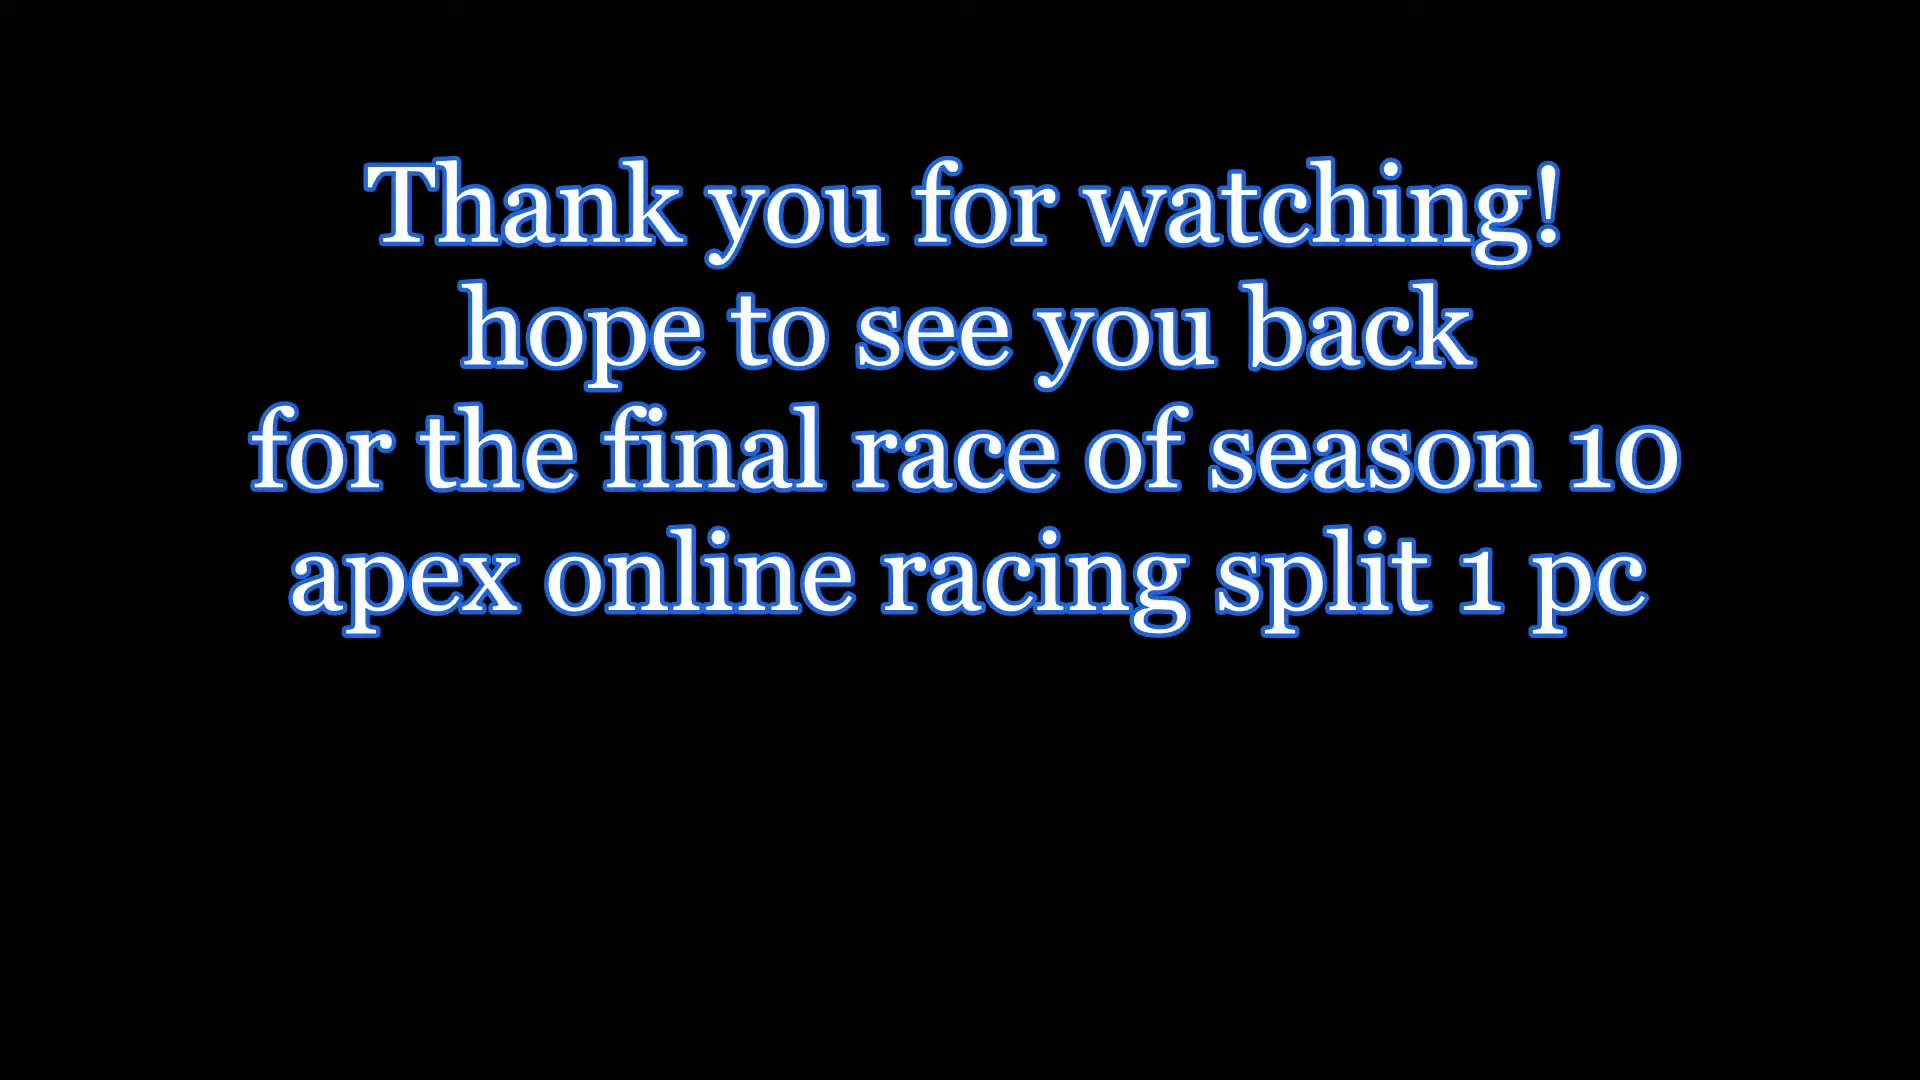 Thank you for watching!
hope to see you back
for the final race of season 10
apex online racing split 1 pc